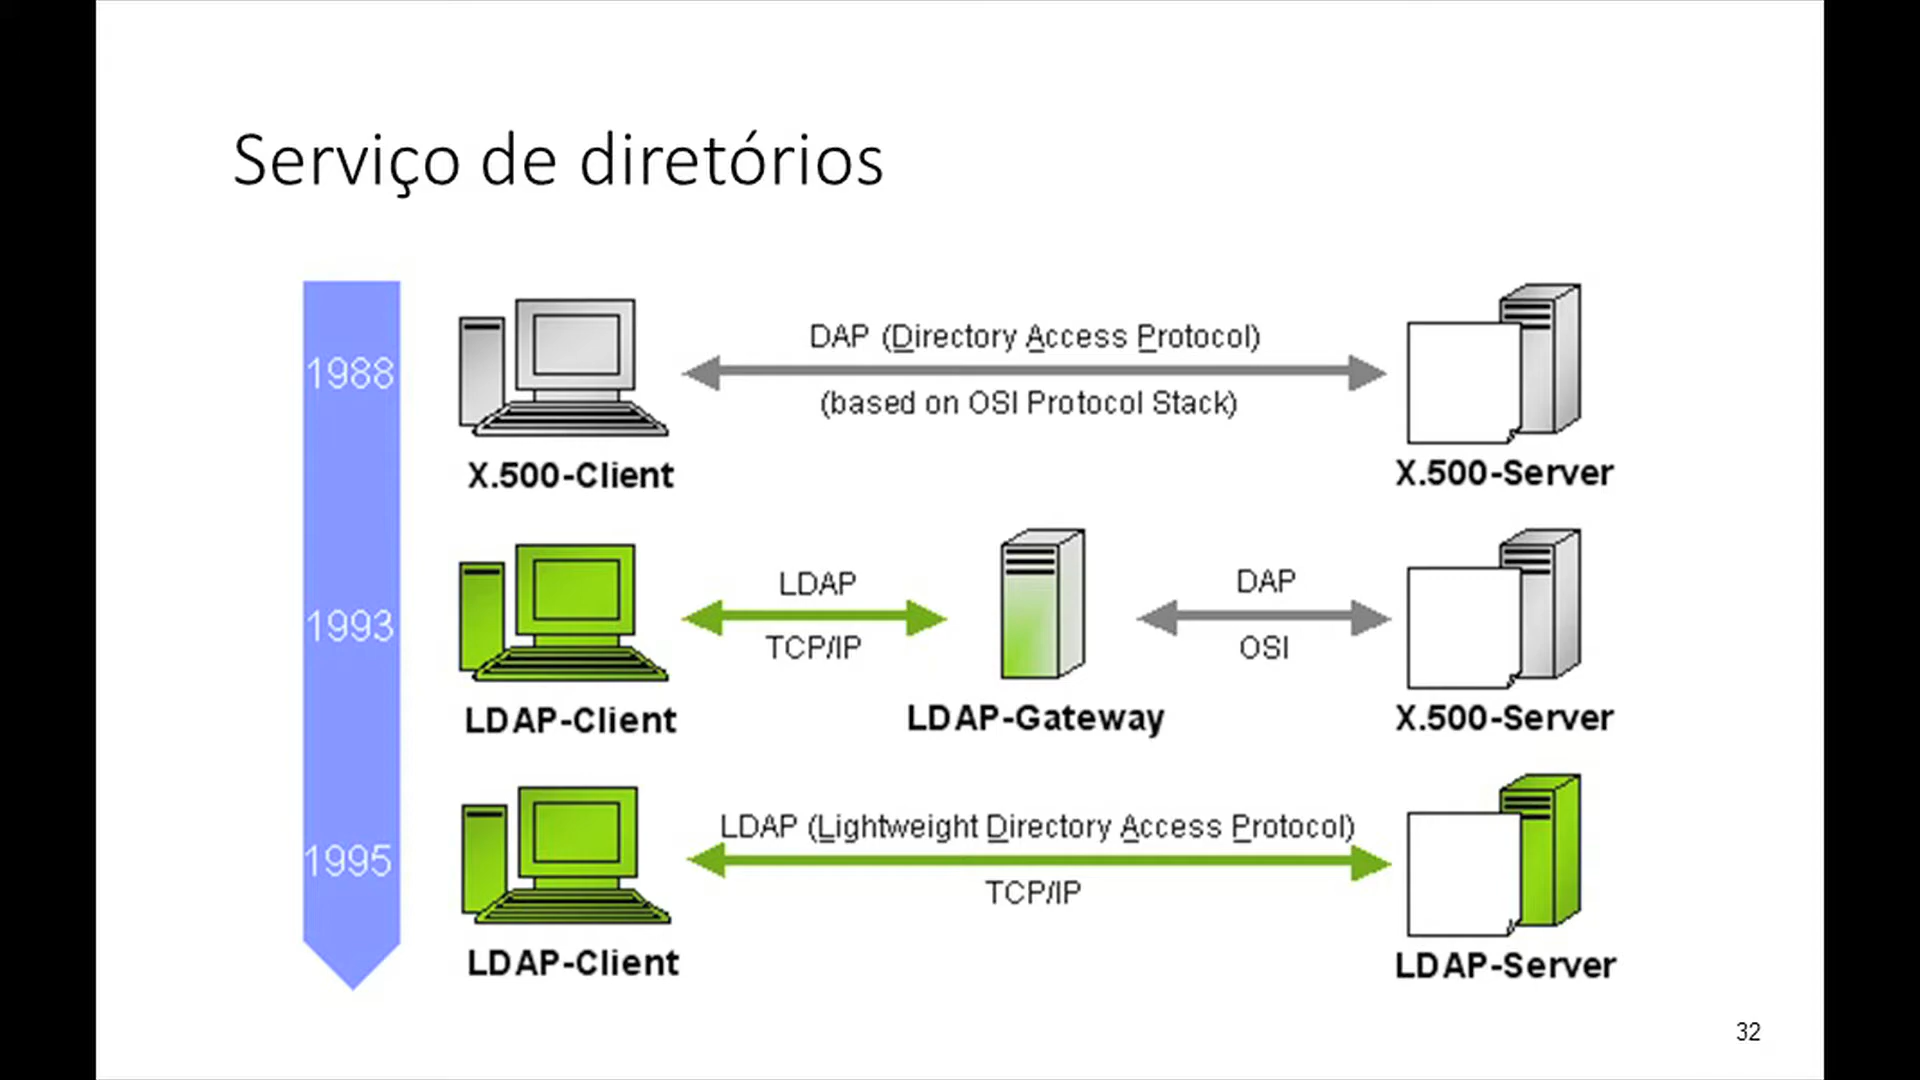 Serviço de diretórios
1988
DAP (Directory Access Protocol)
(based on OSI Protocol Stack)
X.500-Client
X.500-Server
1993
LDAP
TCP/IP
DAP
OSI
LDAP-Client
LDAP-Gateway
X.500-Server
1995
LDAP (Lightweight Directory Access Protocol)
TCP/IP
LDAP-Client
LDAP-Server
32